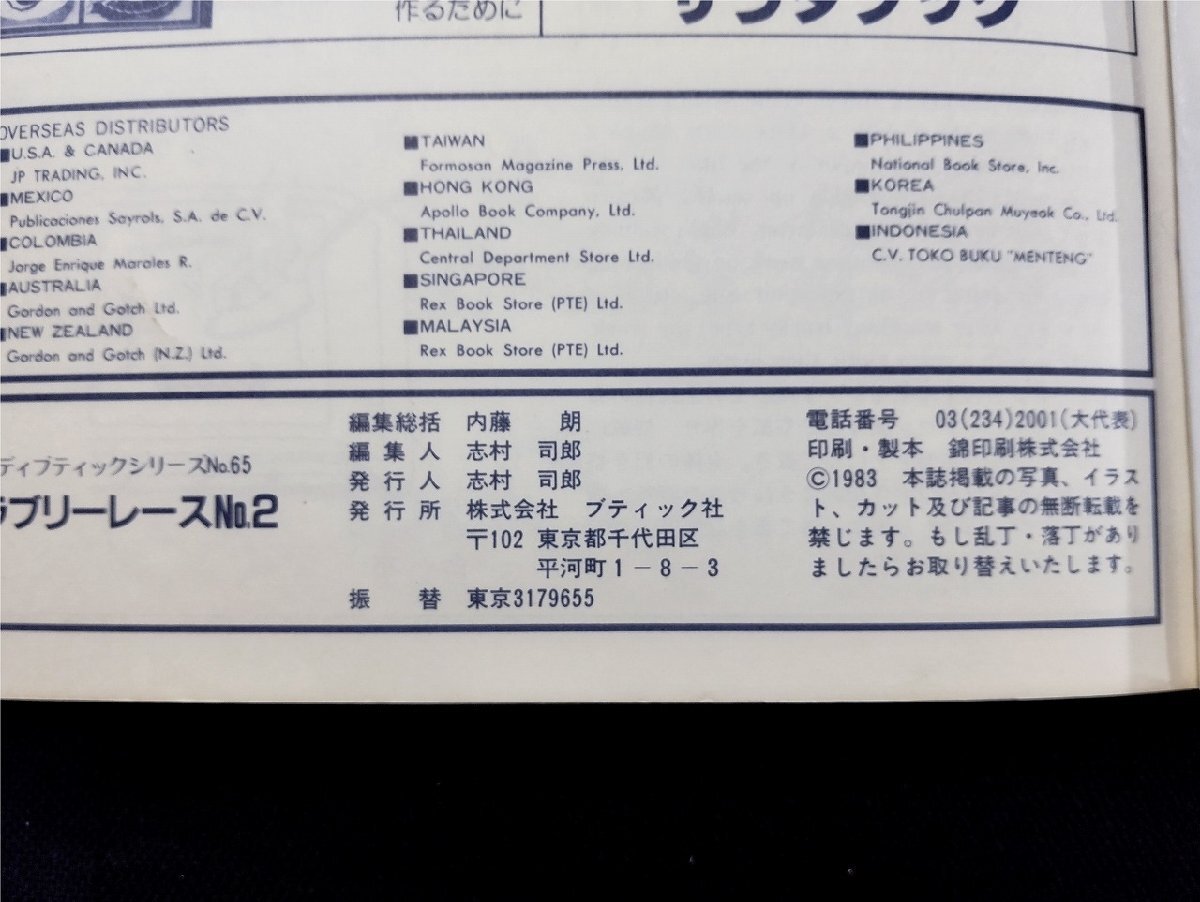 作るために
OVERSEAS DISTRIBUTORS
■U.S.A. & CANADA
JP TRADING, INC.
■MEXICO
Publicaciones Sayrols, S.A. de C.V.
■COLOMBIA
Jorge Enrique Morales R.
■AUSTRALIA
Gordon and Gotch Ltd.
■NEW ZEALAND
Gordon and Gotch (N.Z.) Ltd.
■TAIWAN
Formosan Magazine Press, Ltd.
■HONG KONG
Apollo Book Company, Ltd.
■THAILAND
Central Department Store Ltd.
■SINGAPORE
Rex Book Store (PTE) Ltd.
■MALAYSIA
Rex Book Store (PTE) Ltd.
■PHILIPPINES
National Book Store, Inc.
■KOREA
Tongjin Chulpan Muyeok Co., Ltd.
■INDONESIA
C.V. TOKO BUKU "MENTENG"
ディブティックシリーズNo.65
ラブリーレースNo.2
編集総括 内藤 朗
編集人 志村 司郎
発行人 志村 司郎
発行所 株式会社 ブティック社
〒102 東京都千代田区
平河町1-8-3
振替 東京3179655
電話番号 03(234)2001(大代表)
印刷・製本 錦印刷株式会社
©1983 本誌掲載の写真、イラス
ト、カット及び記事の無断転載を
禁じます。もし乱丁・落丁があり
ましたらお取り替えいたします。